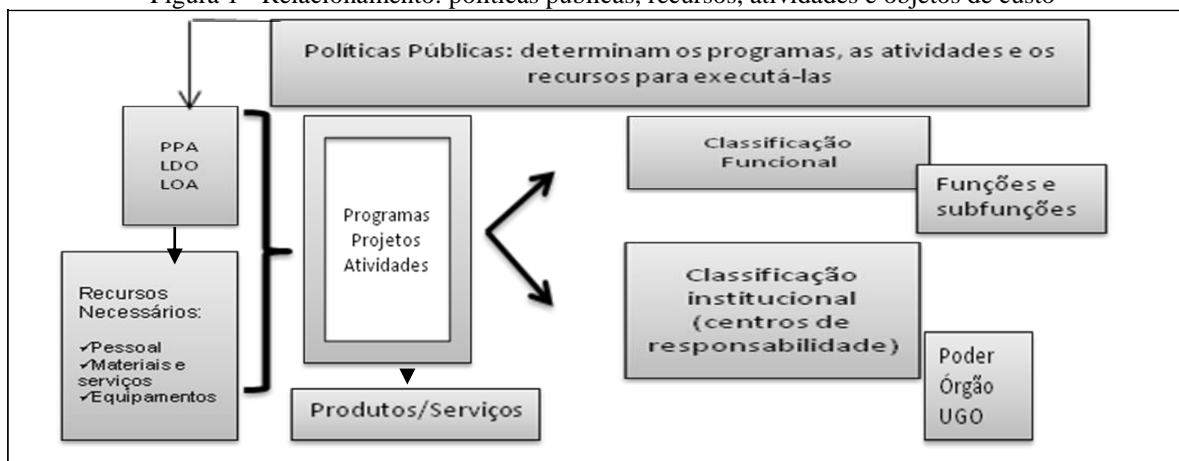 Figura 1 - Relacionamento: políticas públicas, recursos, atividades e objetos de custo
Políticas Públicas: determinam os programas, as atividades e os
recursos para executá-las
PPA
LDO
LOA
Recursos
Necessários:
✓Pessoal
✓Materiais e
serviços
✓Equipamentos
Programas
Projetos
Atividades
Produtos/Serviços
Classificação
Funcional
Funções e
subfunções
Classificação
institucional
(centros de
responsabilidade)
Poder
Órgão
UGO